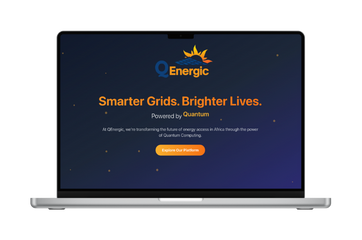 QEnergic
Smarter Grids. Brighter Lives.
Powered by Quantum
At QEnergic, we're transforming the future of energy access in Africa through the power
of Quantum Computing.
Explore Our Platform